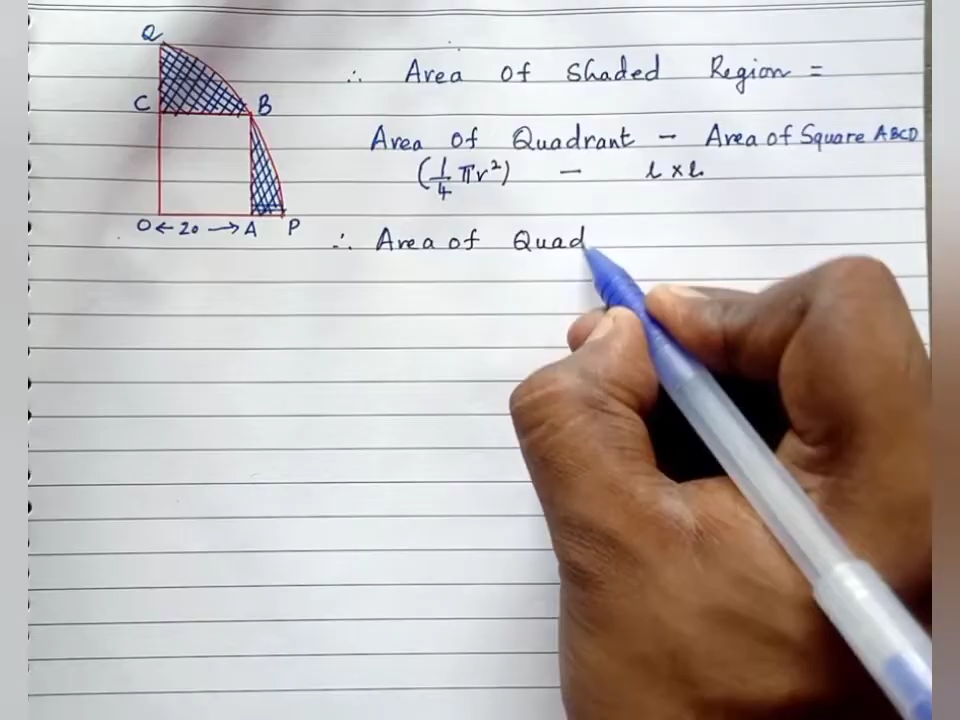 Q
C B
O ← 20 → A P
∴ Area of Shaded Region =
Area of Quadrant − Area of Square ABCD
(1/4 πr²) − l × l
∴ Area of Quad